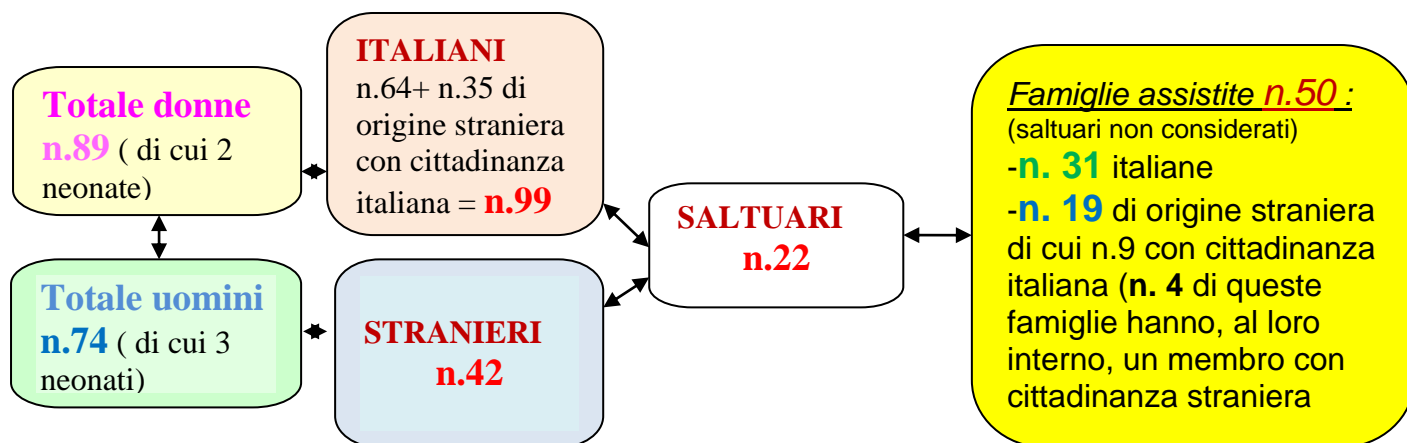 Totale donne
n.89 ( di cui 2
neonate)
Totale uomini
n.74 ( di cui 3
neonati)
ITALIANI
n.64+ n.35 di
origine straniera
con cittadinanza
italiana = n.99
STRANIERI
n.42
SALTUARI
n.22
Famiglie assistite n.50 :
(saltuari non considerati)
-n. 31 italiane
-n. 19 di origine straniera
di cui n.9 con cittadinanza
italiana (n. 4 di queste
famiglie hanno, al loro
interno, un membro con
cittadinanza straniera